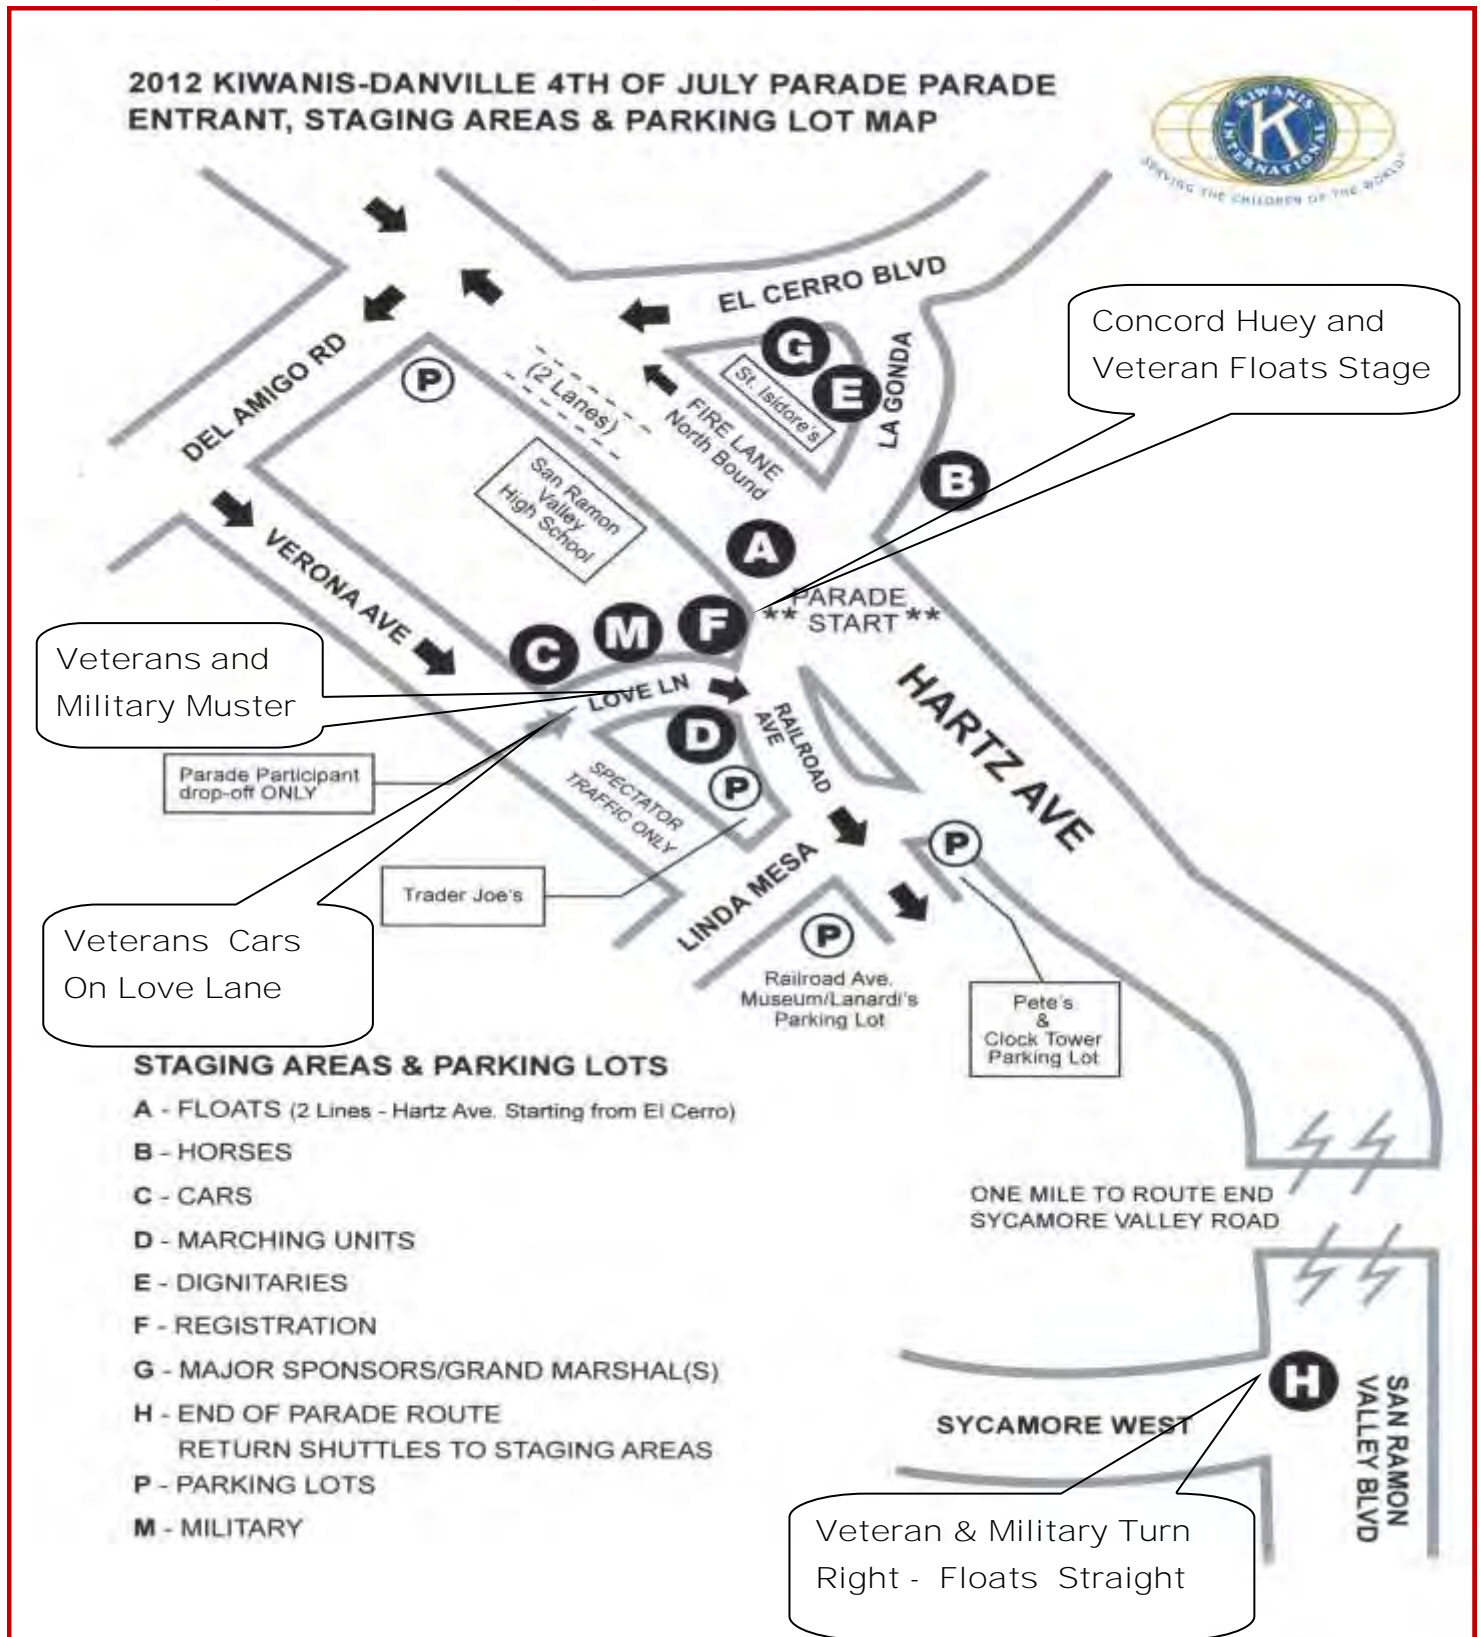 2012 KIWANIS-DANVILLE 4TH OF JULY PARADE PARADE
ENTRANT, STAGING AREAS & PARKING LOT MAP
KIWANIS
K
INTERNATIONAL
SERVING THE CHILDREN OF THE WORLD
EL CERRO BLVD
Concord Huey and
Veteran Floats Stage
G
St. Isidore's
E
LA GONDA
DEL AMIGO RD
P
(2 Lanes)
FIRE LANE
North Bound
B
San Ramon
Valley
High School
A
VERONA AVE
** PARADE
START **
C
M
F
Veterans and
Military Muster
LOVE LN
HARTZ AVE
D
RAILROAD
AVE
P
Parade Participant
drop-off ONLY
SPECTATOR
TRAFFIC ONLY
P
Trader Joe's
LINDA MESA
Veterans Cars
On Love Lane
P
Railroad Ave.
Museum/Lanardi's
Parking Lot
Pete's
&
Clock Tower
Parking Lot
STAGING AREAS & PARKING LOTS
A - FLOATS (2 Lines - Hartz Ave. Starting from El Cerro)
B - HORSES
C - CARS
D - MARCHING UNITS
E - DIGNITARIES
F - REGISTRATION
G - MAJOR SPONSORS/GRAND MARSHAL(S)
H - END OF PARADE ROUTE
RETURN SHUTTLES TO STAGING AREAS
P - PARKING LOTS
M - MILITARY
ONE MILE TO ROUTE END
SYCAMORE VALLEY ROAD
H
SYCAMORE WEST
SAN RAMON
VALLEY BLVD
Veteran & Military Turn
Right - Floats Straight